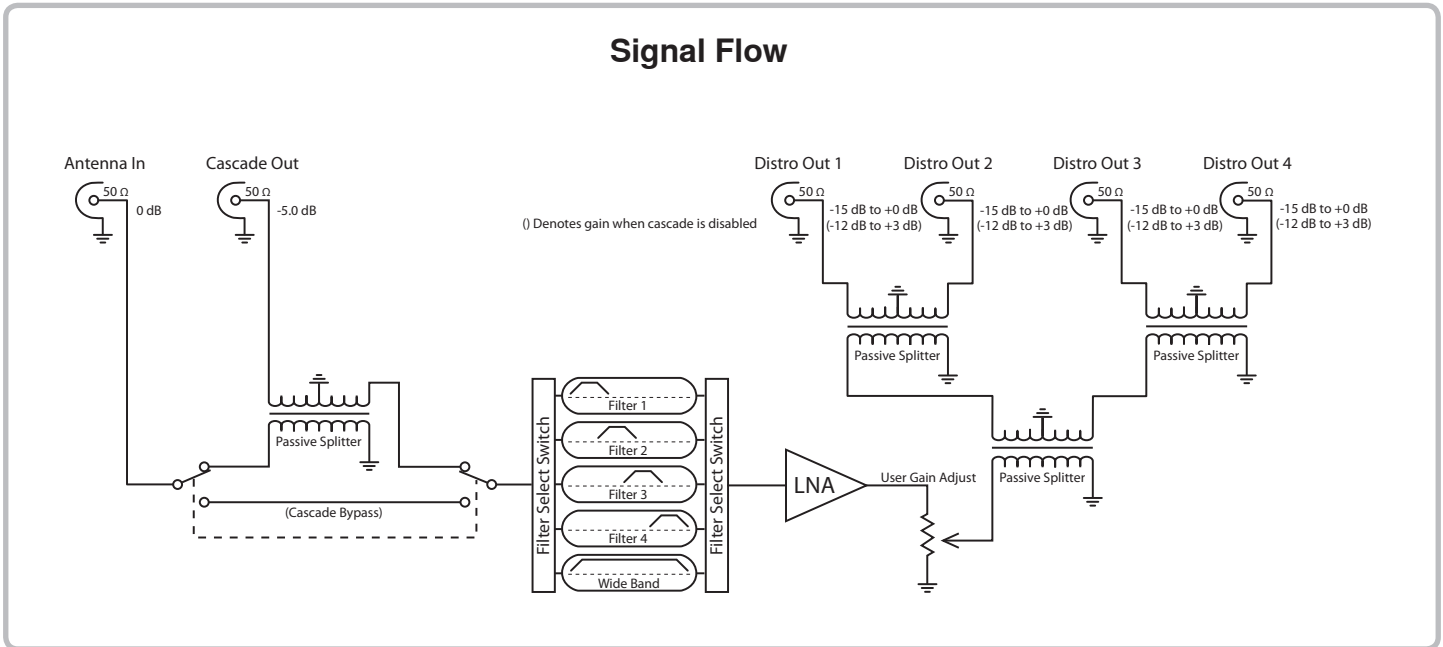 Signal Flow
Antenna In
50 Ω
0 dB
Cascade Out
50 Ω
-5.0 dB
() Denotes gain when cascade is disabled
Distro Out 1
50 Ω
-15 dB to +0 dB
(-12 dB to +3 dB)
Distro Out 2
50 Ω
-15 dB to +0 dB
(-12 dB to +3 dB)
Distro Out 3
50 Ω
-15 dB to +0 dB
(-12 dB to +3 dB)
Distro Out 4
50 Ω
-15 dB to +0 dB
(-12 dB to +3 dB)
Passive Splitter
Passive Splitter
Passive Splitter
(Cascade Bypass)
Filter Select Switch
Filter 1
Filter 2
Filter 3
Filter 4
Wide Band
Filter Select Switch
LNA
User Gain Adjust
Passive Splitter